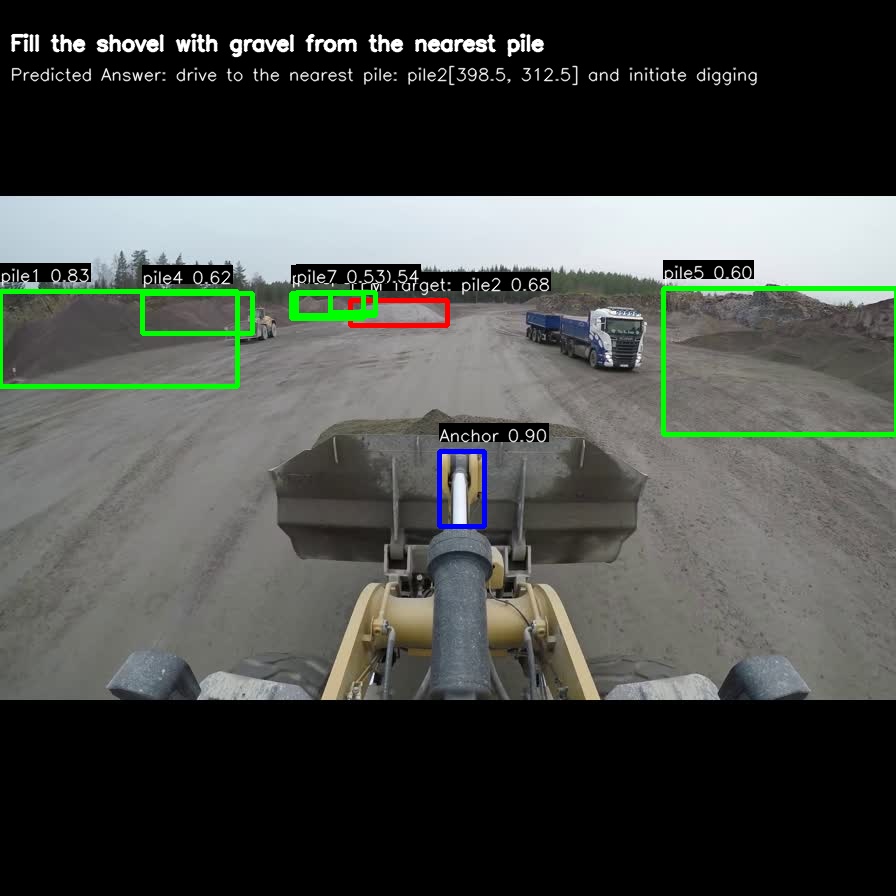 Fill the shovel with gravel from the nearest pile
Predicted Answer: drive to the nearest pile: pile2[398.5, 312.5] and initiate digging
pile1 0.83
pile4 0.62
pile7 0.53
.54
Target: pile2 0.68
pile5 0.60
Anchor 0.90